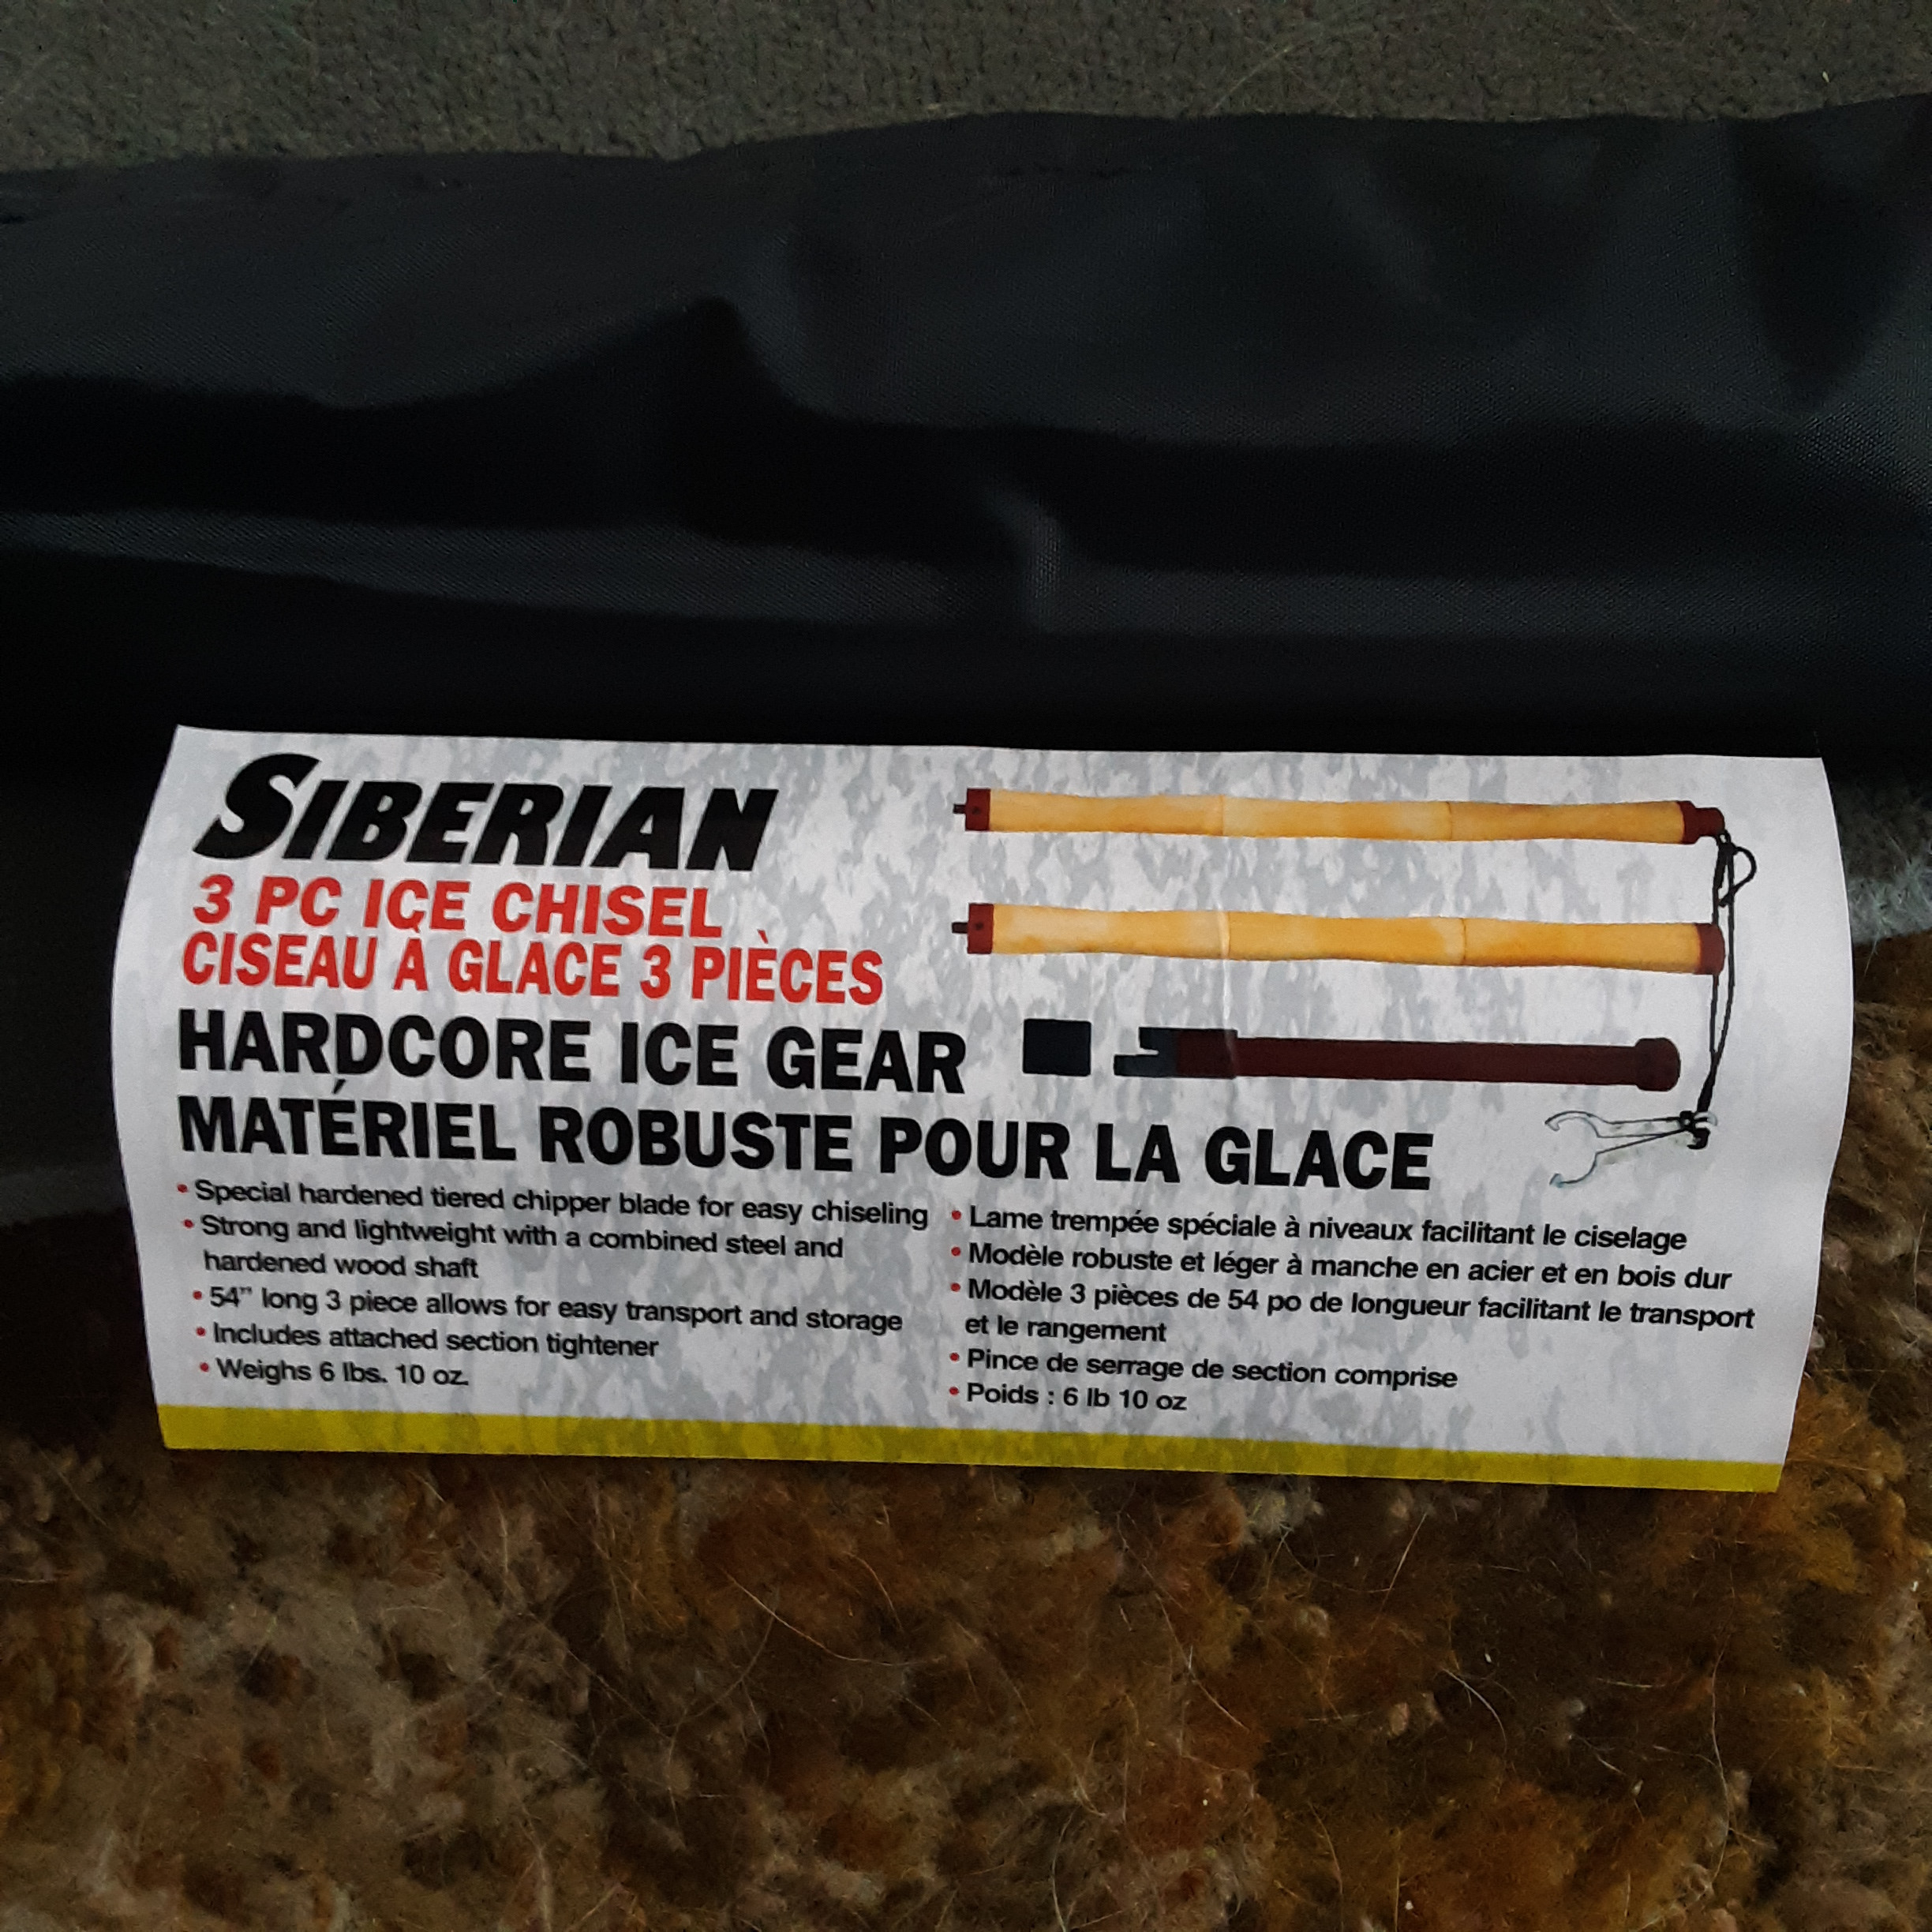 SIBERIAN
3 PC ICE CHISEL
CISEAU À GLACE 3 PIÈCES
HARDCORE ICE GEAR
MATÉRIEL ROBUSTE POUR LA GLACE
• Special hardened tiered chipper blade for easy chiseling
• Strong and lightweight with a combined steel and
hardened wood shaft
• 54” long 3 piece allows for easy transport and storage
• Includes attached section tightener
• Weighs 6 lbs. 10 oz.
• Lame trempée spéciale à niveaux facilitant le ciselage
• Modèle robuste et léger à manche en acier et en bois dur
• Modèle 3 pièces de 54 po de longueur facilitant le transport
et le rangement
• Pince de serrage de section comprise
• Poids : 6 lb 10 oz